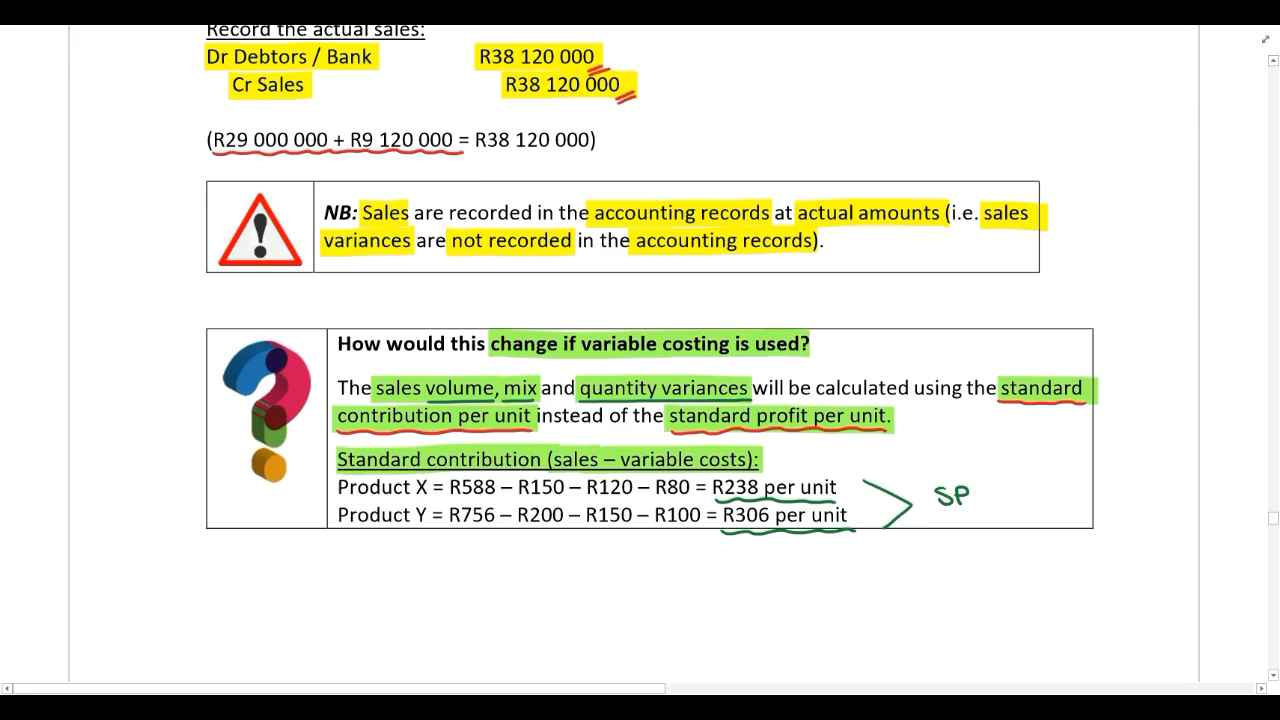 Record the actual sales:
Dr Debtors / Bank R38 120 000
Cr Sales R38 120 000
(R29 000 000 + R9 120 000 = R38 120 000)
NB: Sales are recorded in the accounting records at actual amounts (i.e. sales
variances are not recorded in the accounting records).
How would this change if variable costing is used?
The sales volume, mix and quantity variances will be calculated using the standard
contribution per unit instead of the standard profit per unit.
Standard contribution (sales – variable costs):
Product X = R588 – R150 – R120 – R80 = R238 per unit
Product Y = R756 – R200 – R150 – R100 = R306 per unit
SP